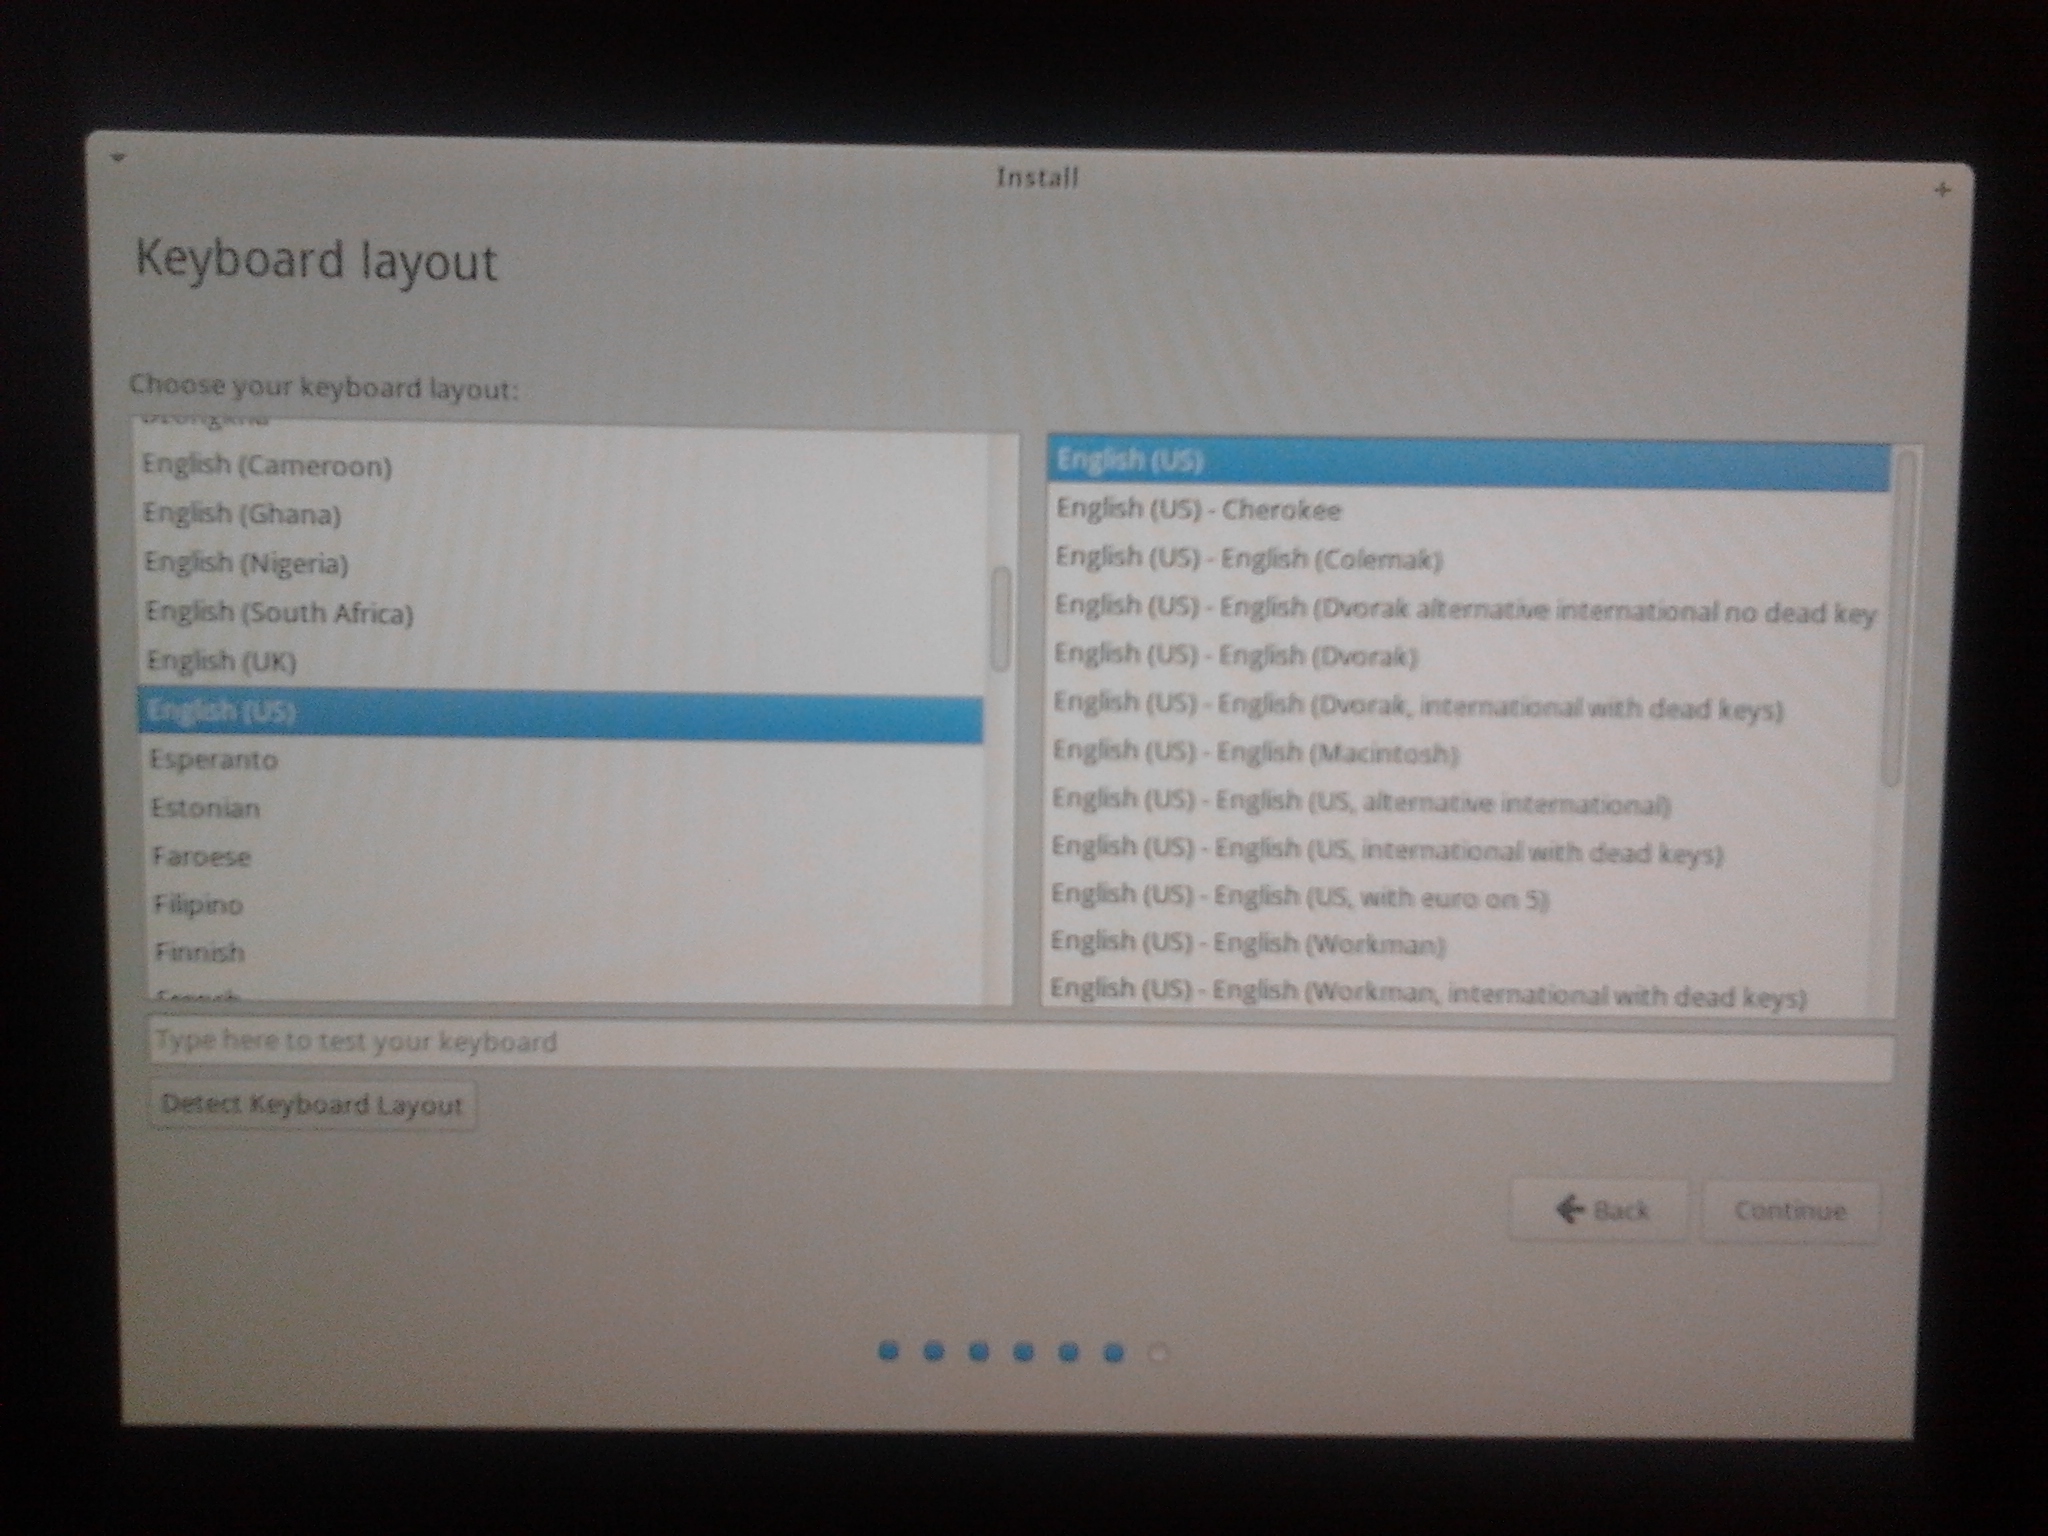 Install
Keyboard layout
Choose your keyboard layout:
Dzongkha
English (Cameroon)
English (Ghana)
English (Nigeria)
English (South Africa)
English (UK)
English (US)
Esperanto
Estonian
Faroese
Filipino
Finnish
French
English (US)
English (US) - Cherokee
English (US) - English (Colemak)
English (US) - English (Dvorak alternative international no dead key
English (US) - English (Dvorak)
English (US) - English (Dvorak, international with dead keys)
English (US) - English (Macintosh)
English (US) - English (US, alternative international)
English (US) - English (US, international with dead keys)
English (US) - English (US, with euro on 5)
English (US) - English (Workman)
English (US) - English (Workman, international with dead keys)
Type here to test your keyboard
Detect Keyboard Layout
Back
Continue